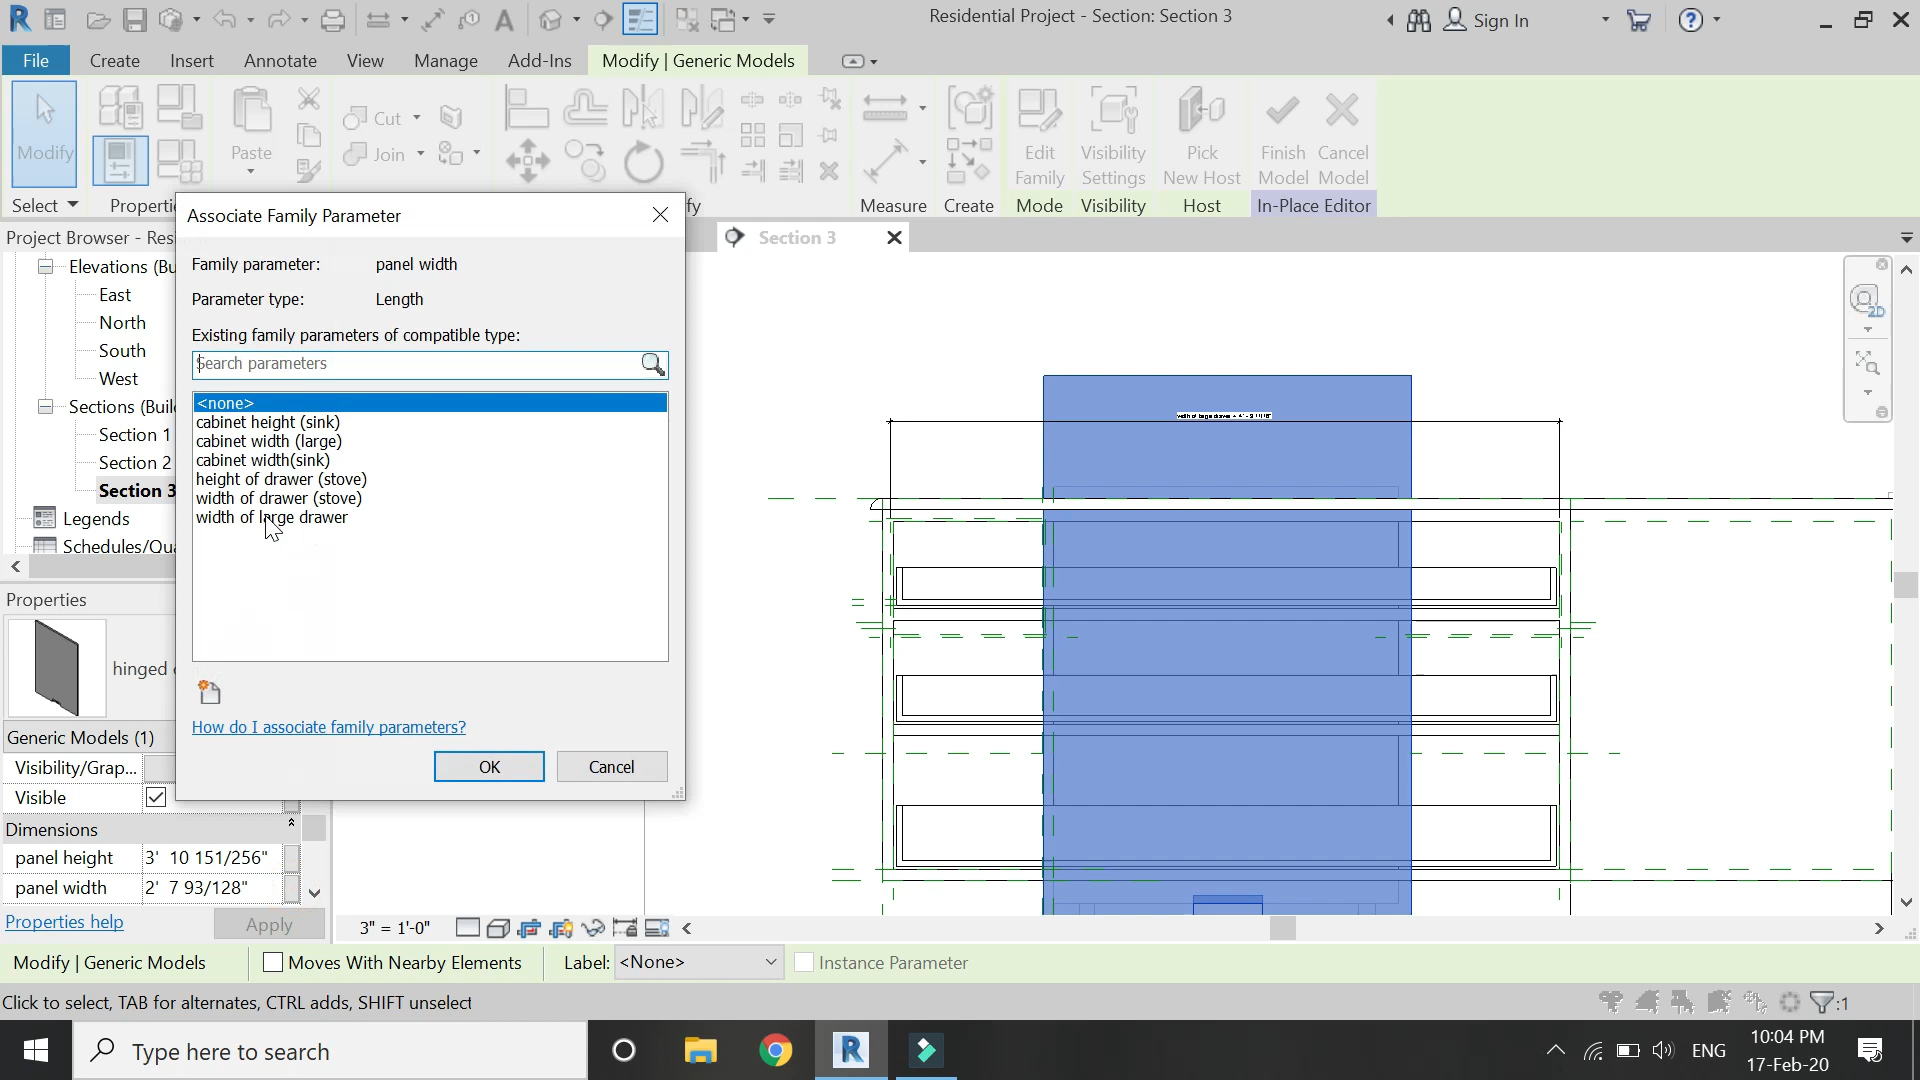 Residential Project - Section: Section 3
Sign In
File
Create
Insert
Annotate
View
Manage
Add-Ins
Modify | Generic Models
Modify
Paste
Cut
Join
Edit Family
Visibility Settings
Pick New Host
Finish Model
Cancel Model
Select
Properti
fy
Measure
Create
Mode
Visibility
Host
In-Place Editor
Project Browser - Resi
Elevations (Bu
East
North
South
West
Sections (Buil
Section 1
Section 2
Section 3
Legends
Schedules/Qua
Section 3
Associate Family Parameter
Family parameter: panel width
Parameter type: Length
Existing family parameters of compatible type:
Search parameters
<none>
cabinet height (sink)
cabinet width (large)
cabinet width(sink)
height of drawer (stove)
width of drawer (stove)
width of large drawer
How do I associate family parameters?
OK
Cancel
2D
Properties
hinged
Generic Models (1)
Visibility/Grap...
Visible
Dimensions
panel height 3' 10 151/256"
panel width 2' 7 93/128"
Properties help
Apply
3" = 1'-0"
Modify | Generic Models
Moves With Nearby Elements
Label: <None>
Instance Parameter
Click to select, TAB for alternates, CTRL adds, SHIFT unselect
:1
Type here to search
ENG
10:04 PM
17-Feb-20